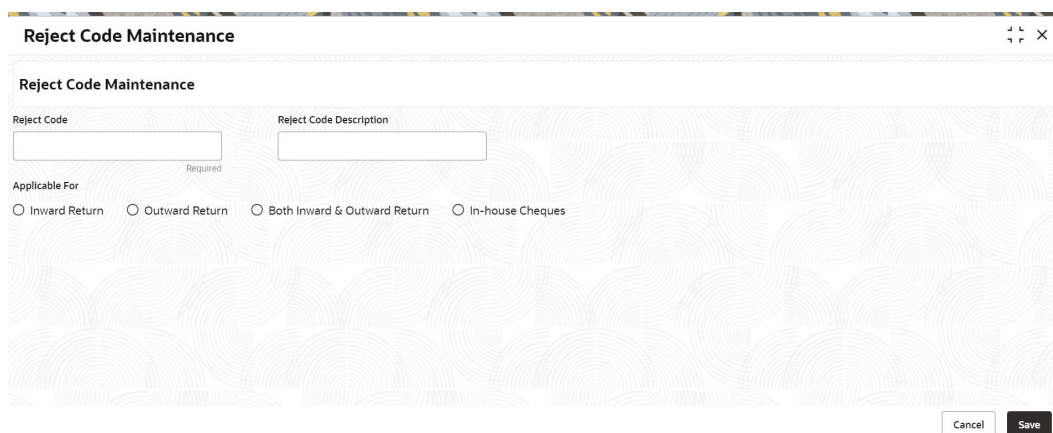 Reject Code Maintenance
Reject Code Maintenance
Reject Code Reject Code Description
Required
Applicable For
Inward Return Outward Return Both Inward & Outward Return In-house Cheques
Cancel Save